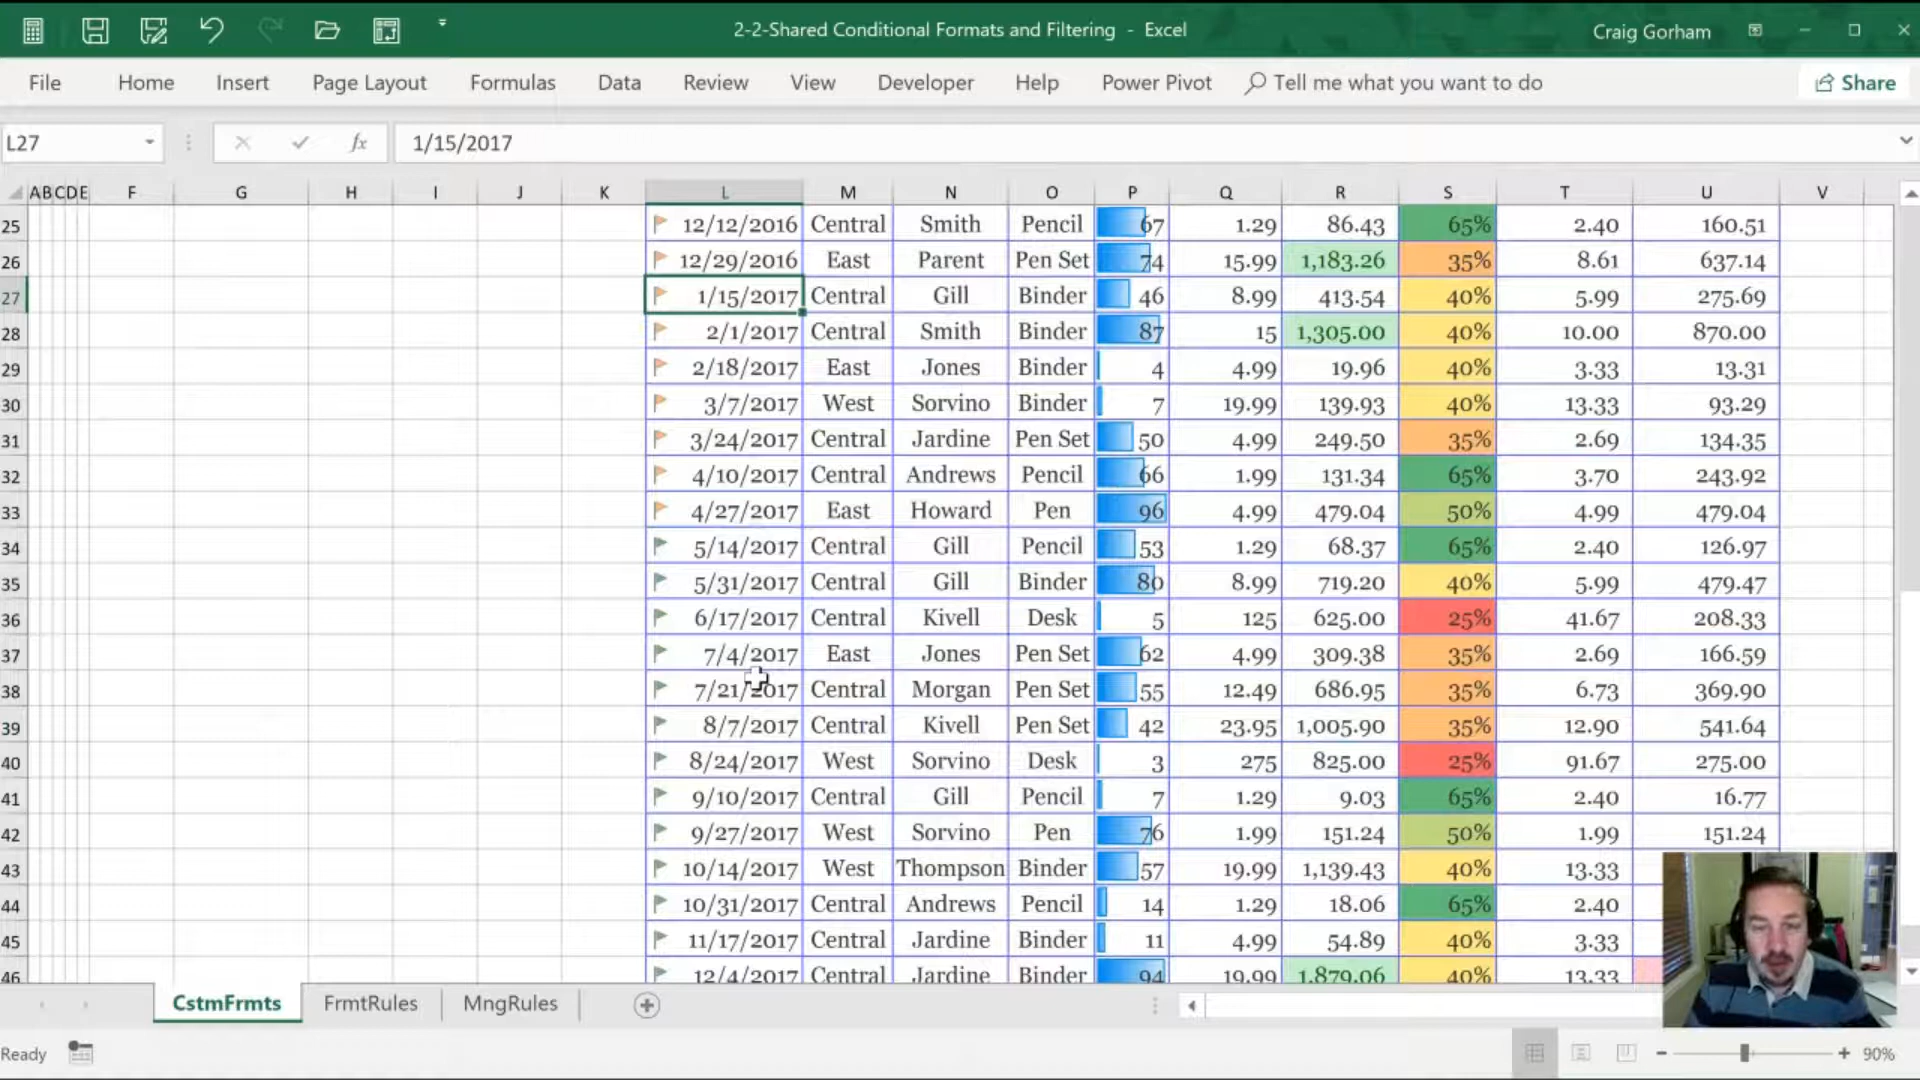 2-2-Shared Conditional Formats and Filtering - Excel
Craig Gorham
File Home Insert Page Layout Formulas Data Review View Developer Help Power Pivot Tell me what you want to do Share
L27 fx 1/15/2017
A B C D E F G H I J K L M N O P Q R S T U V
25 12/12/2016 Central Smith Pencil 67 1.29 86.43 65% 2.40 160.51
26 12/29/2016 East Parent Pen Set 74 15.99 1,183.26 35% 8.61 637.14
27 1/15/2017 Central Gill Binder 46 8.99 413.54 40% 5.99 275.69
28 2/1/2017 Central Smith Binder 87 15 1,305.00 40% 10.00 870.00
29 2/18/2017 East Jones Binder 4 4.99 19.96 40% 3.33 13.31
30 3/7/2017 West Sorvino Binder 7 19.99 139.93 40% 13.33 93.29
31 3/24/2017 Central Jardine Pen Set 50 4.99 249.50 35% 2.69 134.35
32 4/10/2017 Central Andrews Pencil 66 1.99 131.34 65% 3.70 243.92
33 4/27/2017 East Howard Pen 96 4.99 479.04 50% 4.99 479.04
34 5/14/2017 Central Gill Pencil 53 1.29 68.37 65% 2.40 126.97
35 5/31/2017 Central Gill Binder 80 8.99 719.20 40% 5.99 479.47
36 6/17/2017 Central Kivell Desk 5 125 625.00 25% 41.67 208.33
37 7/4/2017 East Jones Pen Set 62 4.99 309.38 35% 2.69 166.59
38 7/21/2017 Central Morgan Pen Set 55 12.49 686.95 35% 6.73 369.90
39 8/7/2017 Central Kivell Pen Set 42 23.95 1,005.90 35% 12.90 541.64
40 8/24/2017 West Sorvino Desk 3 275 825.00 25% 91.67 275.00
41 9/10/2017 Central Gill Pencil 7 1.29 9.03 65% 2.40 16.77
42 9/27/2017 West Sorvino Pen 76 1.99 151.24 50% 1.99 151.24
43 10/14/2017 West Thompson Binder 57 19.99 1,139.43 40% 13.33
44 10/31/2017 Central Andrews Pencil 14 1.29 18.06 65% 2.40
45 11/17/2017 Central Jardine Binder 11 4.99 54.89 40% 3.33
46 12/4/2017 Central Jardine Binder 94 19.99 1,879.06 40% 13.33
CstmFrmts FrmtRules MngRules
Ready 90%